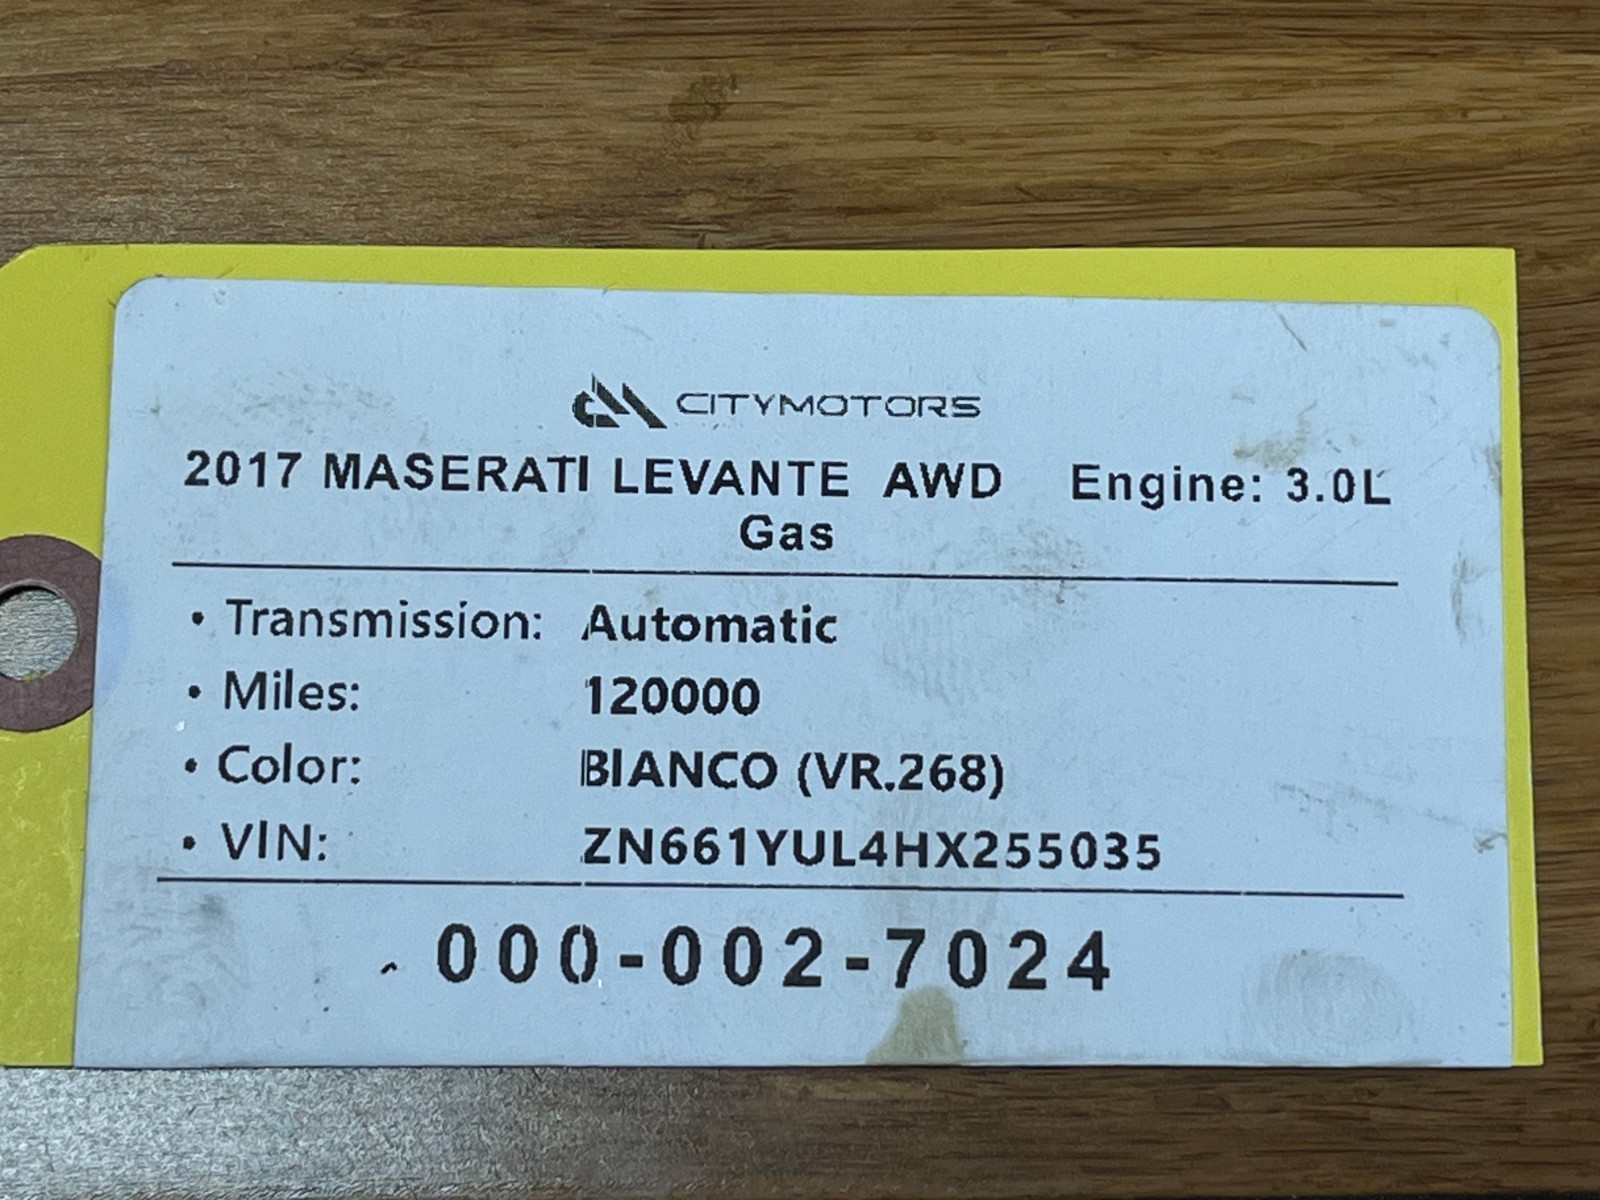 CITYMOTORS
2017 MASERATI LEVANTE AWD Engine: 3.0L
Gas
• Transmission: Automatic
• Miles: 120000
• Color: BIANCO (VR.268)
• VIN: ZN661YUL4HX255035
000-002-7024